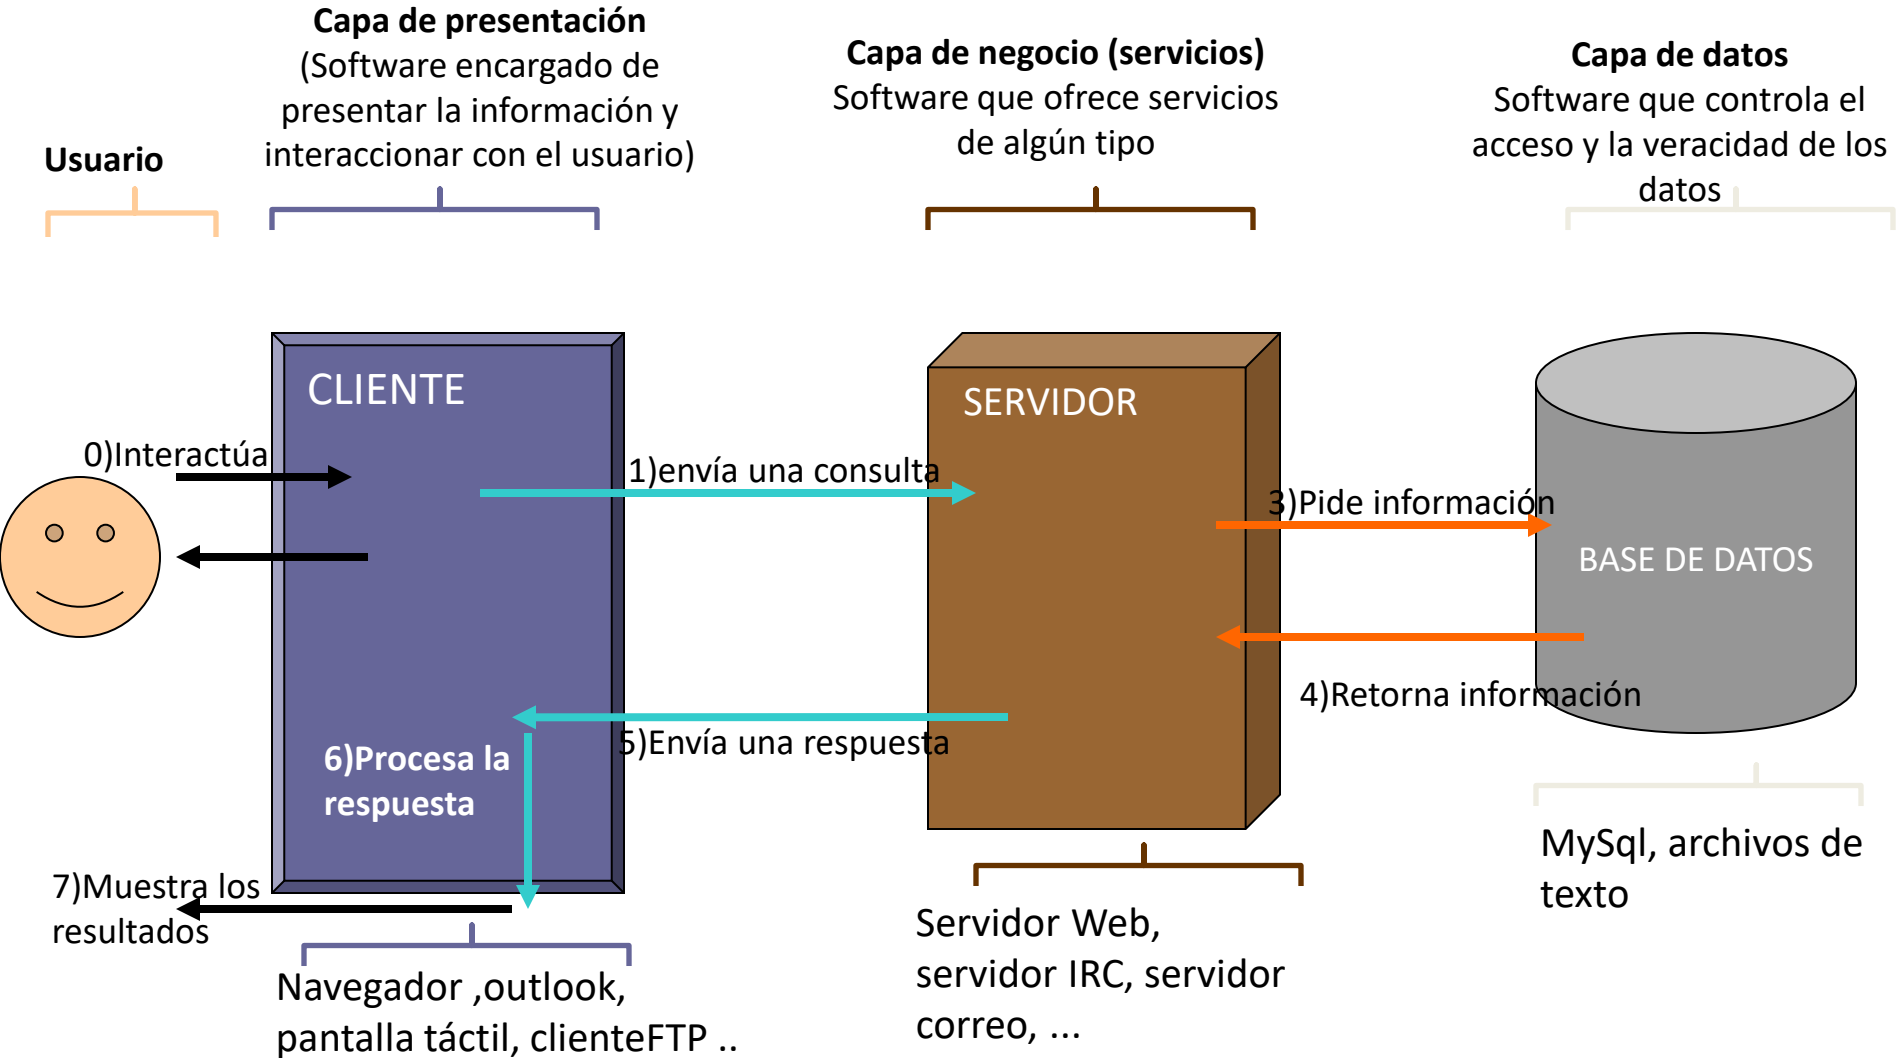 Usuario
Capa de presentación
(Software encargado de
presentar la información y
interaccionar con el usuario)
Capa de negocio (servicios)
Software que ofrece servicios
de algún tipo
Capa de datos
Software que controla el
acceso y la veracidad de los
datos
CLIENTE
SERVIDOR
BASE DE DATOS
0)Interactúa
1)envía una consulta
3)Pide información
4)Retorna información
5)Envía una respuesta
6)Procesa la
respuesta
7)Muestra los
resultados
Navegador ,outlook,
pantalla táctil, clienteFTP ..
Servidor Web,
servidor IRC, servidor
correo, ...
MySql, archivos de
texto